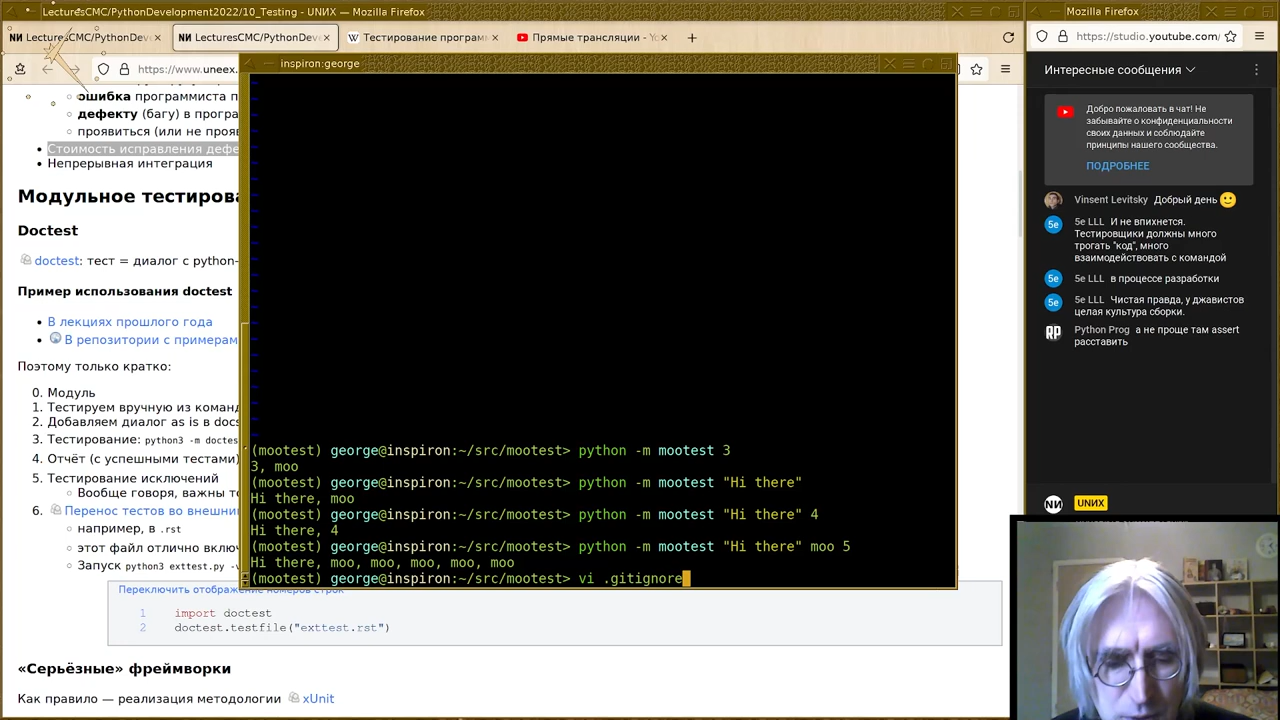 LecturesCMC/PythonDevelopment2022/10_Testing - UNИX — Mozilla Firefox
Mozilla Firefox
LecturesCMC/PythonDeve
LecturesCMC/PythonDeve
Тестирование програм
Прямые трансляции - Yo
https://www.uneex.
https://studio.youtube.com/
inspiron:george
ошибка программиста п
дефекту (багу) в програ
проявиться (или не прояв
Стоимость исправления дефе
Непрерывная интеграция
Модульное тестирова
Doctest
doctest: тест = диалог с python-
Пример использования doctest
В лекциях прошлого года
В репозитории с примерам
Поэтому только кратко:
0. Модуль
1. Тестируем вручную из команд
2. Добавляем диалог as is в docs
3. Тестирование: python3 -m doctes
4. Отчёт (с успешными тестами)
5. Тестирование исключений
Вообще говоря, важны то
6. Перенос тестов во внешни
например, в .rst
этот файл отлично включ
Запуск python3 exttest.py -v
Переключить отображение номеров строк
1 import doctest
2 doctest.testfile("exttest.rst")
«Серьёзные» фреймворки
Как правило — реализация методологии xUnit
(mootest) george@inspiron:~/src/mootest> python -m mootest 3
3, moo
(mootest) george@inspiron:~/src/mootest> python -m mootest "Hi there"
Hi there, moo
(mootest) george@inspiron:~/src/mootest> python -m mootest "Hi there" 4
Hi there, 4
(mootest) george@inspiron:~/src/mootest> python -m mootest "Hi there" moo 5
Hi there, moo, moo, moo, moo, moo
(mootest) george@inspiron:~/src/mootest> vi .gitignore
Интересные сообщения
Добро пожаловать в чат! Не
забывайте о конфиденциальности
своих данных и соблюдайте
принципы нашего сообщества.
ПОДРОБНЕЕ
Vinsent Levitsky Добрый день
5e LLL И не впихнется.
Тестировщики должны много
трогать "код", много
взаимодействовать с командой
5e LLL в процессе разработки
5e LLL Чистая правда, у джавистов
целая культура сборки.
Python Prog а не проще там assert
расставить
UNIX